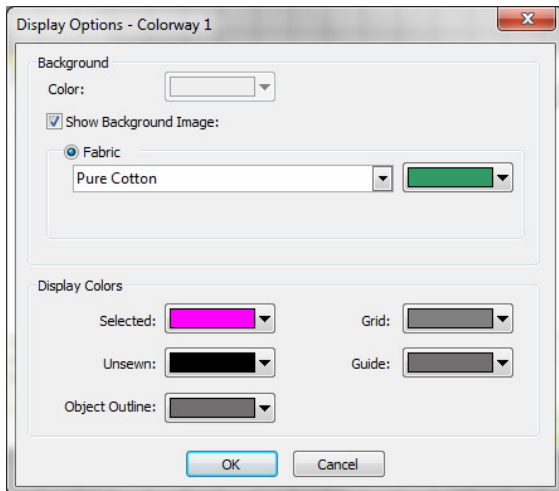 Display Options - Colorway 1
Background
Color:
Show Background Image:
Fabric
Pure Cotton
Display Colors
Selected:
Grid:
Unsewn:
Guide:
Object Outline:
OK
Cancel